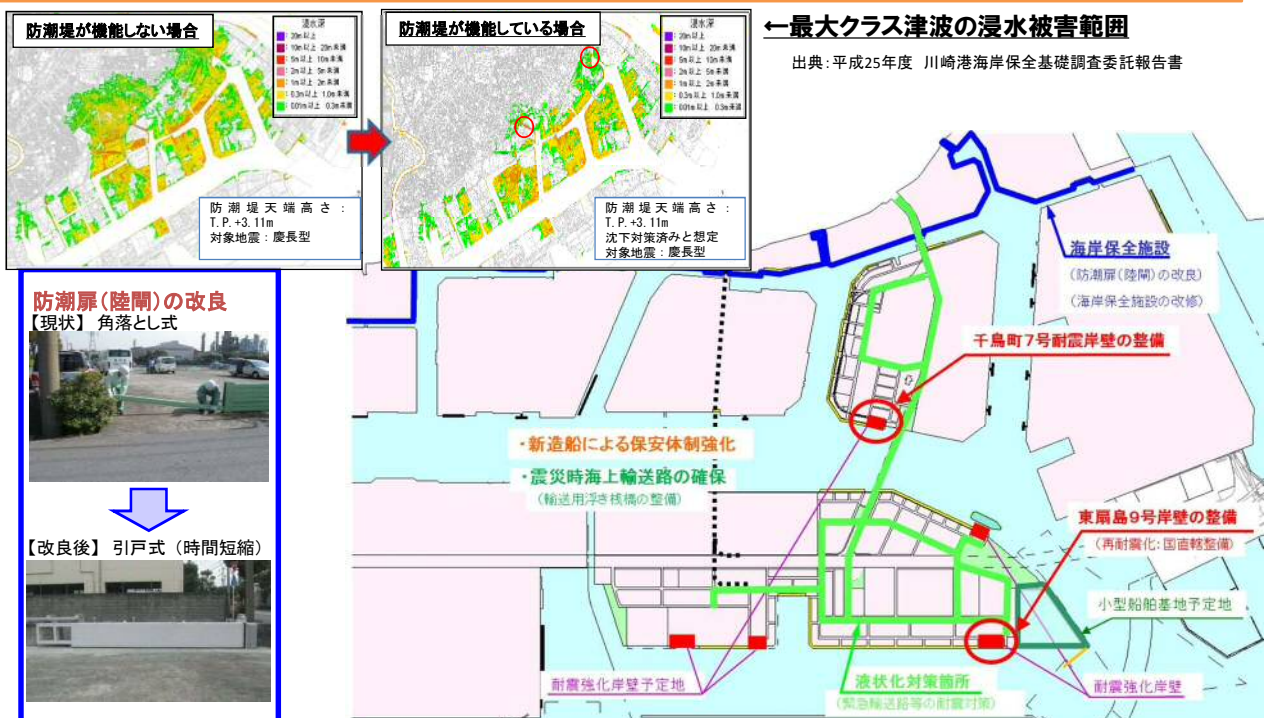 防潮堤が機能しない場合
浸水深
20m以上
10m以上 20m未満
5m以上 10m未満
2m以上 5m未満
1m以上 2m未満
0.3m以上 1.0m未満
0.01m以上 0.3m未満
防潮堤天端高さ：
T.P.+3.11m
対象地震：慶長型
防潮堤が機能している場合
浸水深
20m以上
10m以上 20m未満
5m以上 10m未満
2m以上 5m未満
1m以上 2m未満
0.3m以上 1.0m未満
0.01m以上 0.3m未満
防潮堤天端高さ：
T.P.+3.11m
沈下対策済みと想定
対象地震：慶長型
←最大クラス津波の浸水被害範囲
出典：平成25年度 川崎港海岸保全基礎調査委託報告書
防潮扉（陸閘）の改良
【現状】 角落とし式
【改良後】 引戸式（時間短縮）
海岸保全施設
（防潮扉（陸閘）の改良）
（海岸保全施設の改修）
千鳥町7号耐震岸壁の整備
・新造船による保安体制強化
・震災時海上輸送路の確保
（輸送用浮き桟橋の整備）
東扇島9号岸壁の整備
（再耐震化：国直轄整備）
小型船舶基地予定地
耐震強化岸壁予定地
液状化対策箇所
（緊急輸送路等の耐震対策）
耐震強化岸壁